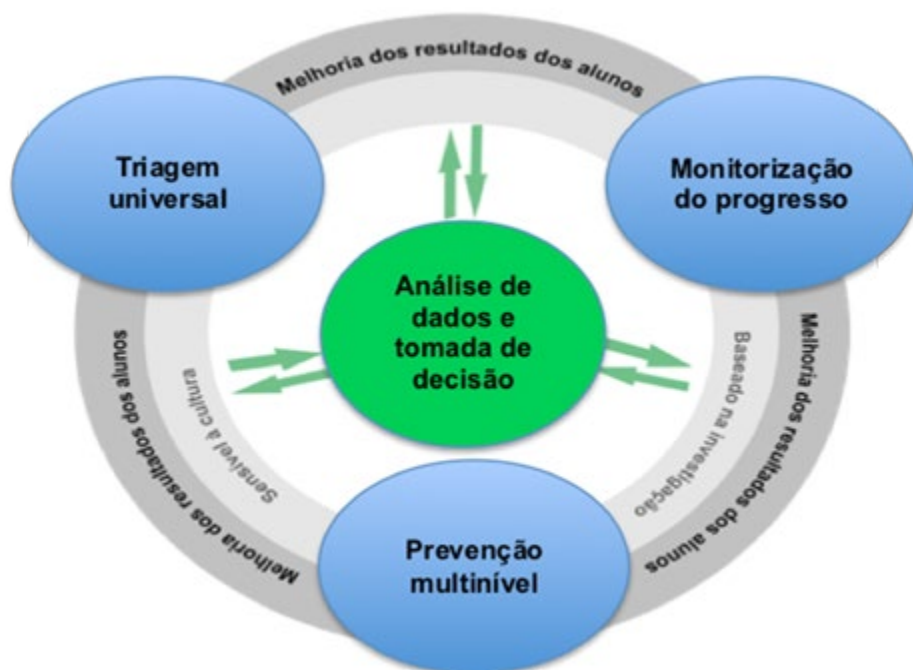 Melhoria dos resultados dos alunos
Triagem
universal
Monitorização
do progresso
Análise de
dados e
tomada de
decisão
Melhoria dos resultados dos alunos
Sensível à cultura
Baseado na investigação
Melhoria dos resultados dos alunos
Prevenção
multinível